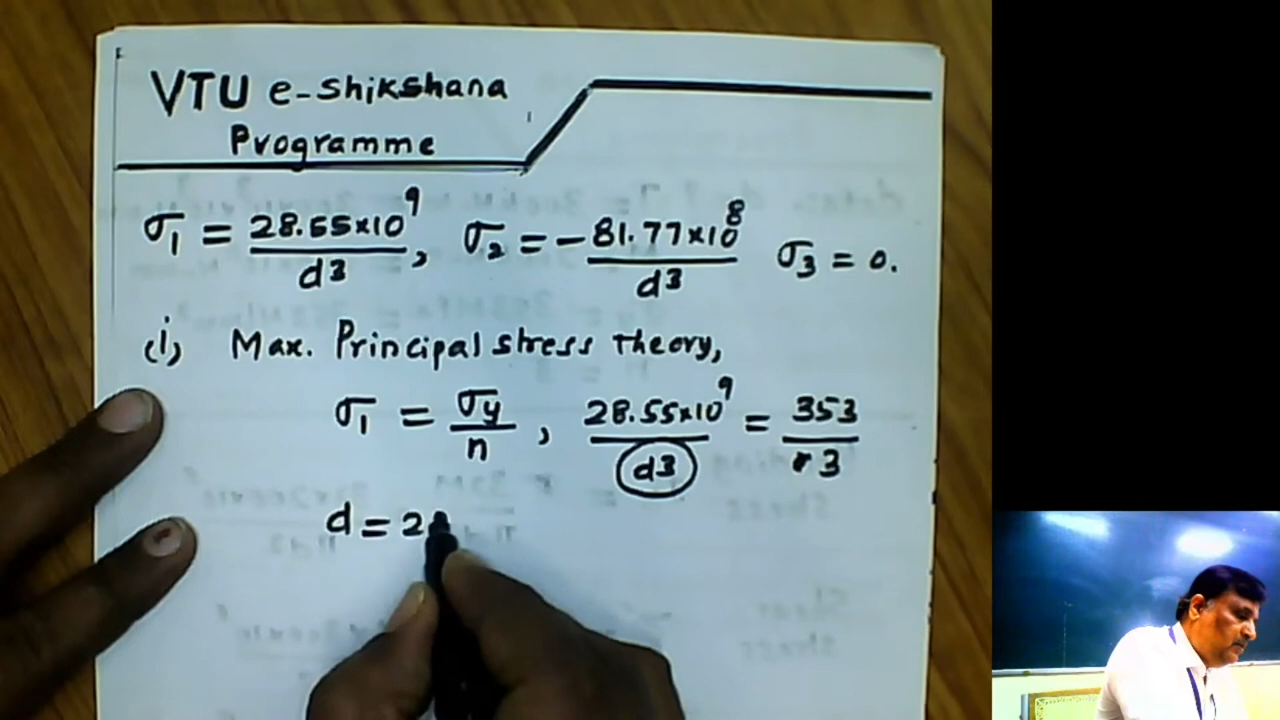 VTU e-Shikshana
Programme
σ1 = 28.55×10^9 / d3, σ2 = - 81.77×10^8 / d3 σ3 = 0.
(i) Max. Principal stress theory,
σ1 = σy / n, 28.55×10^9 / d3 = 353 / 3
d = 2